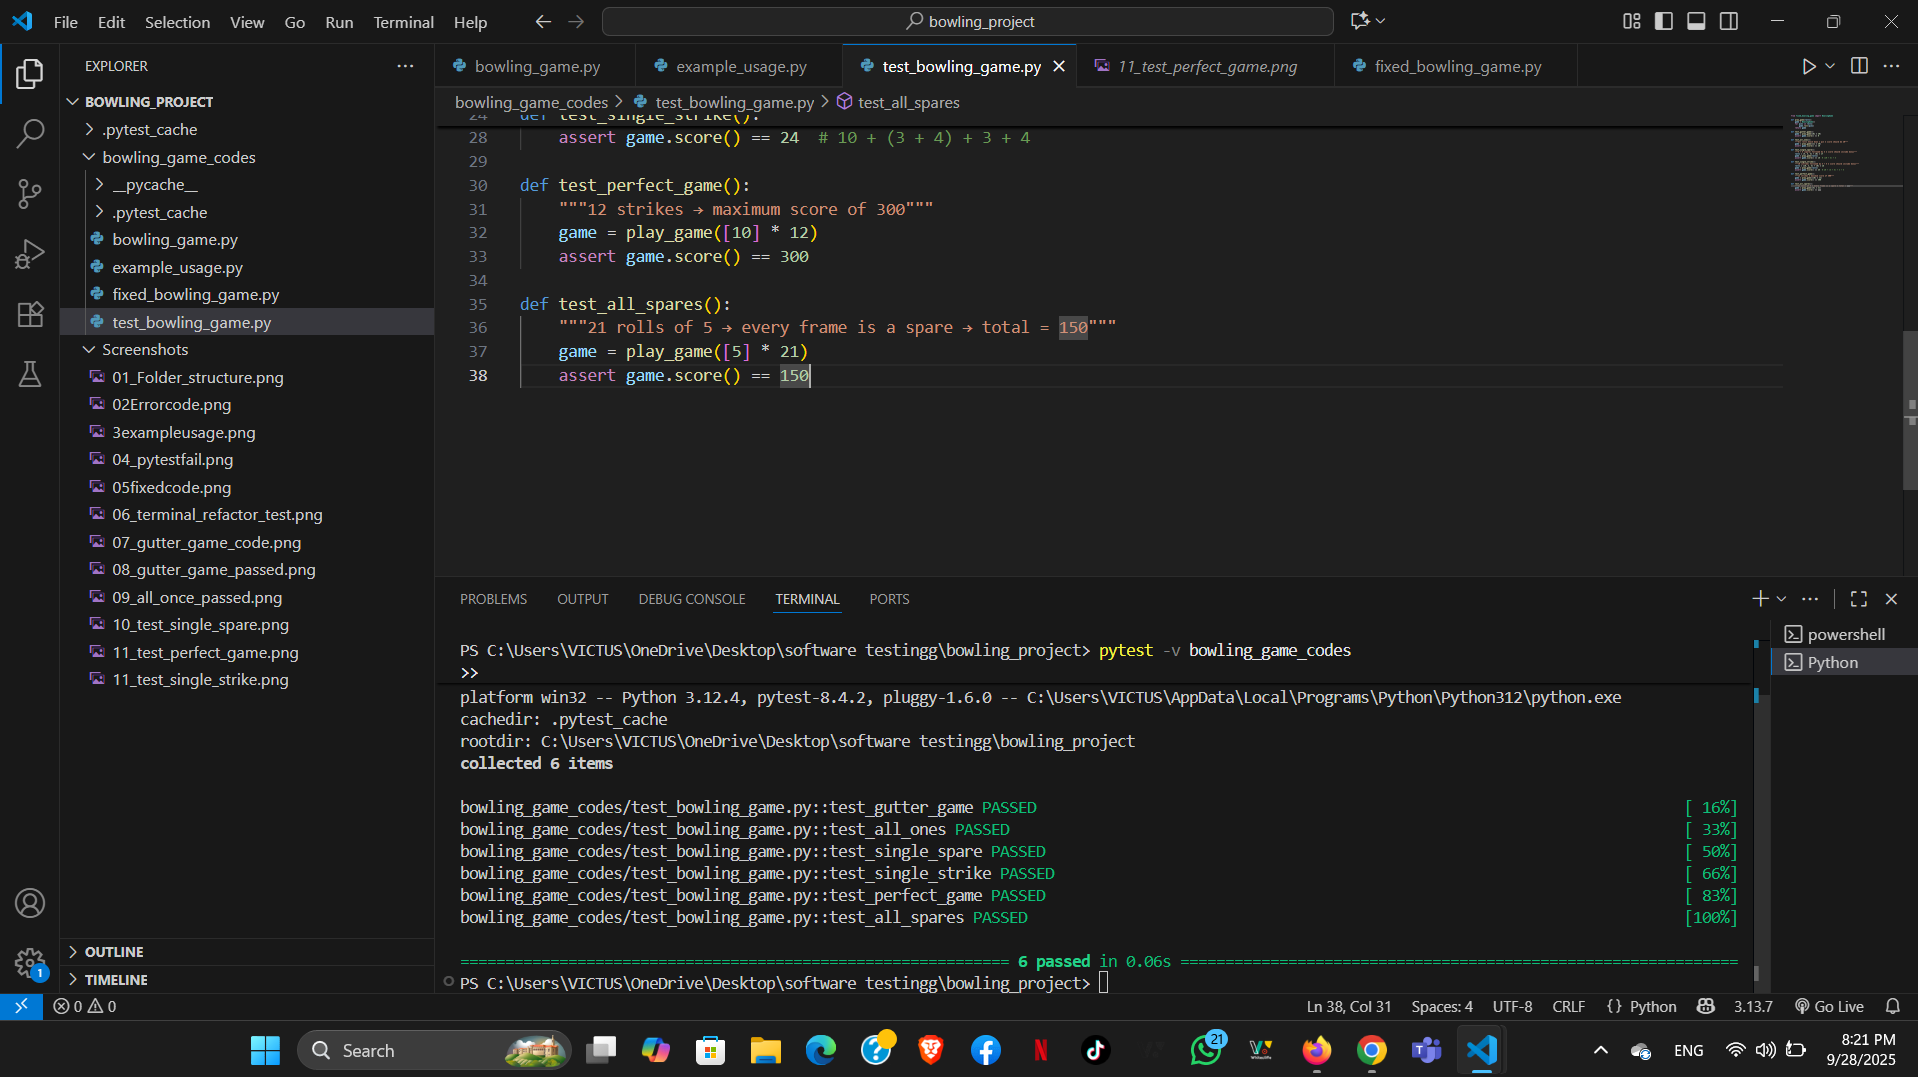 File Edit Selection View Go Run Terminal Help
bowling_project
EXPLORER
BOWLING_PROJECT
.pytest_cache
bowling_game_codes
__pycache__
.pytest_cache
bowling_game.py
example_usage.py
fixed_bowling_game.py
test_bowling_game.py
Screenshots
01_Folder_structure.png
02Errorcode.png
3exampleusage.png
04_pytestfail.png
05fixedcode.png
06_terminal_refactor_test.png
07_gutter_game_code.png
08_gutter_game_passed.png
09_all_once_passed.png
10_test_single_spare.png
11_test_perfect_game.png
11_test_single_strike.png
OUTLINE
TIMELINE
bowling_game.py example_usage.py test_bowling_game.py 11_test_perfect_game.png fixed_bowling_game.py
bowling_game_codes > test_bowling_game.py > test_all_spares
24 def test_single_strike():
28 assert game.score() == 24 # 10 + (3 + 4) + 3 + 4
29
30 def test_perfect_game():
31 """12 strikes → maximum score of 300"""
32 game = play_game([10] * 12)
33 assert game.score() == 300
34
35 def test_all_spares():
36 """21 rolls of 5 → every frame is a spare → total = 150"""
37 game = play_game([5] * 21)
38 assert game.score() == 150
PROBLEMS OUTPUT DEBUG CONSOLE TERMINAL PORTS
powershell
Python
PS C:\Users\VICTUS\OneDrive\Desktop\software testingg\bowling_project> pytest -v bowling_game_codes
>>
platform win32 -- Python 3.12.4, pytest-8.4.2, pluggy-1.6.0 -- C:\Users\VICTUS\AppData\Local\Programs\Python\Python312\python.exe
cachedir: .pytest_cache
rootdir: C:\Users\VICTUS\OneDrive\Desktop\software testingg\bowling_project
collected 6 items
bowling_game_codes/test_bowling_game.py::test_gutter_game PASSED [ 16%]
bowling_game_codes/test_bowling_game.py::test_all_ones PASSED [ 33%]
bowling_game_codes/test_bowling_game.py::test_single_spare PASSED [ 50%]
bowling_game_codes/test_bowling_game.py::test_single_strike PASSED [ 66%]
bowling_game_codes/test_bowling_game.py::test_perfect_game PASSED [ 83%]
bowling_game_codes/test_bowling_game.py::test_all_spares PASSED [100%]
============================================================= 6 passed in 0.06s ==============================================================
PS C:\Users\VICTUS\OneDrive\Desktop\software testingg\bowling_project>
1
0 0 Ln 38, Col 31 Spaces: 4 UTF-8 CRLF {} Python 3.13.7 Go Live
Search 21 ENG 8:21 PM
9/28/2025